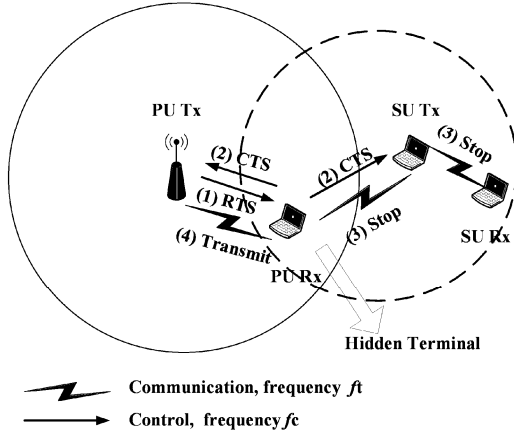 PU Tx
SU Tx
(2) CTS
(2) CTS
(3) Stop
(1) RTS
(3) Stop
(4) Transmit
SU Rx
PU Rx
Hidden Terminal
Communication, frequency ft
Control, frequency fc